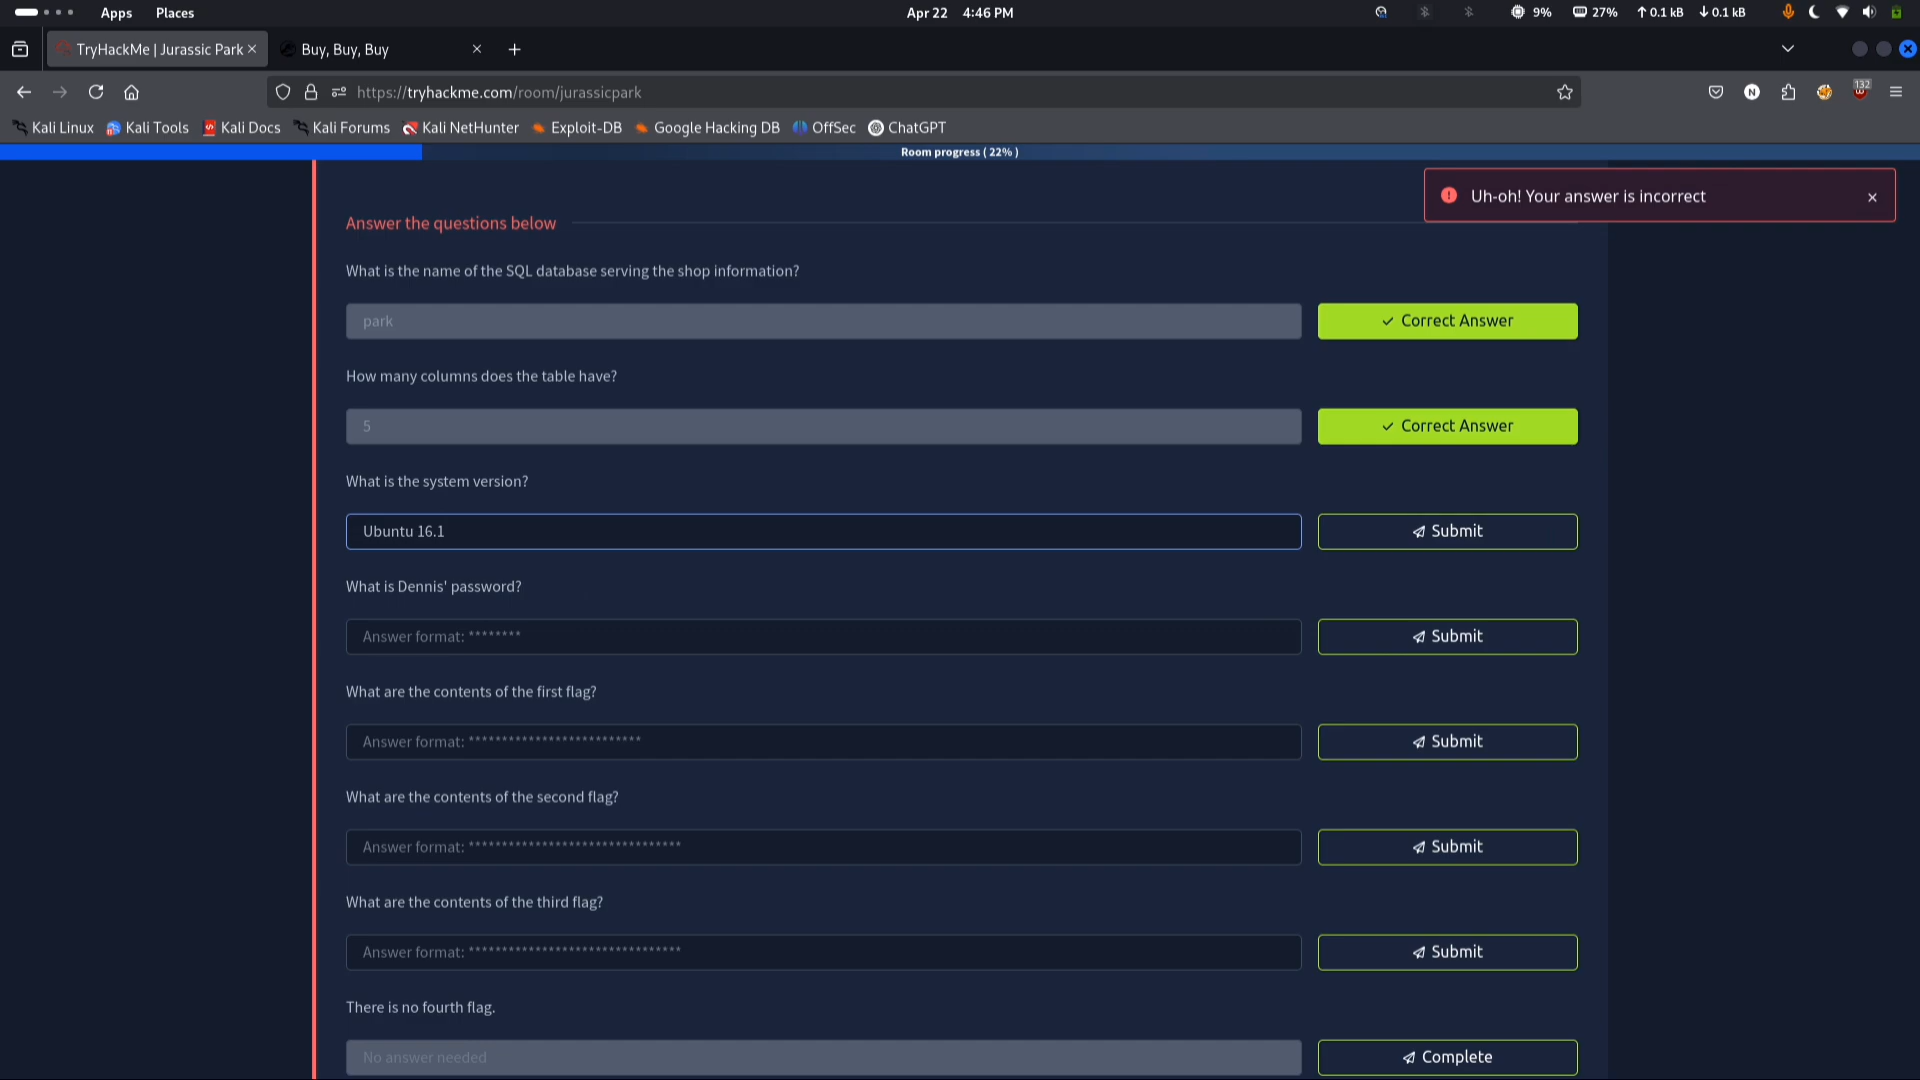 Apps Places Apr 22 4:46 PM 9% 27% ↑ 0.1 kB ↓ 0.1 kB
TryHackMe | Jurassic Park × Buy, Buy, Buy × +
https://tryhackme.com/room/jurassicpark N 132
Kali Linux Kali Tools Kali Docs Kali Forums Kali NetHunter Exploit-DB Google Hacking DB OffSec ChatGPT
Room progress ( 22% )
Uh-oh! Your answer is incorrect ×
Answer the questions below
What is the name of the SQL database serving the shop information?
park ✓ Correct Answer
How many columns does the table have?
5 ✓ Correct Answer
What is the system version?
Ubuntu 16.1 Submit
What is Dennis' password?
Answer format: ******** Submit
What are the contents of the first flag?
Answer format: ************************** Submit
What are the contents of the second flag?
Answer format: ******************************** Submit
What are the contents of the third flag?
Answer format: ******************************** Submit
There is no fourth flag.
No answer needed Complete